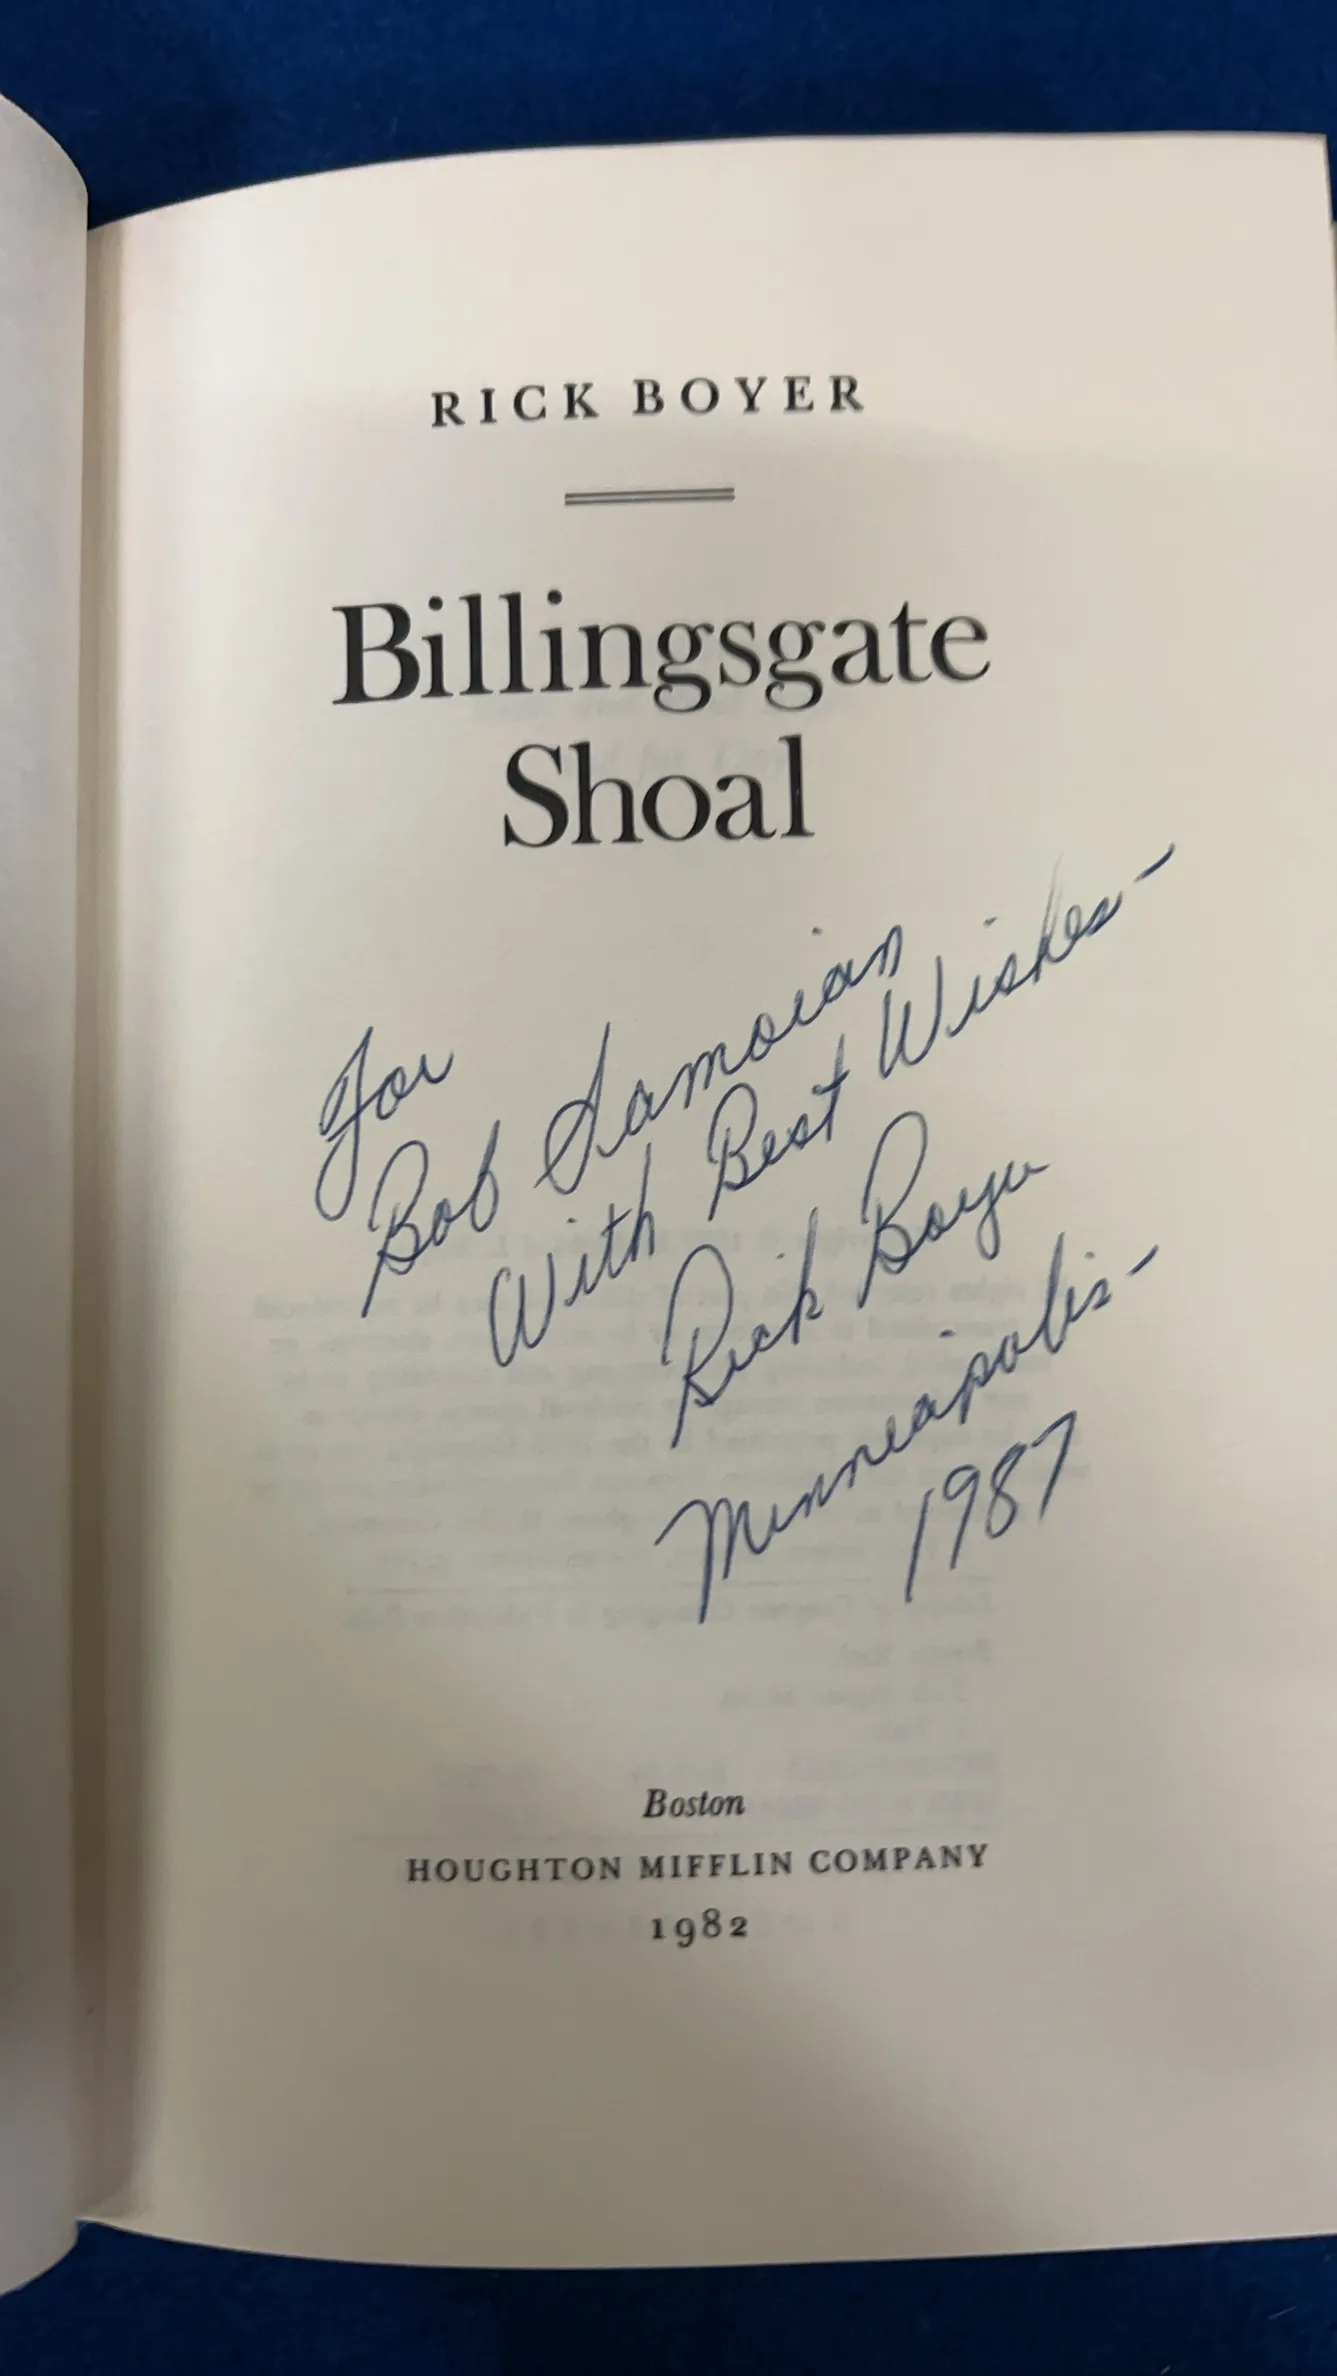 RICK BOYER
Billingsgate
Shoal
For
Bob Samoian
With Best Wishes-
Rick Boyer
Minneapolis-
1987
Boston
HOUGHTON MIFFLIN COMPANY
1982